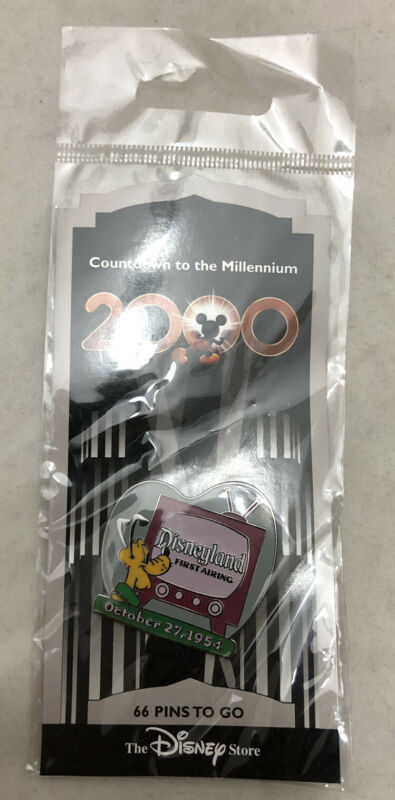 Countdown to the Millennium
2000
Disneyland
FIRST AIRING
October 27, 1954
66 PINS TO GO
The Disney Store